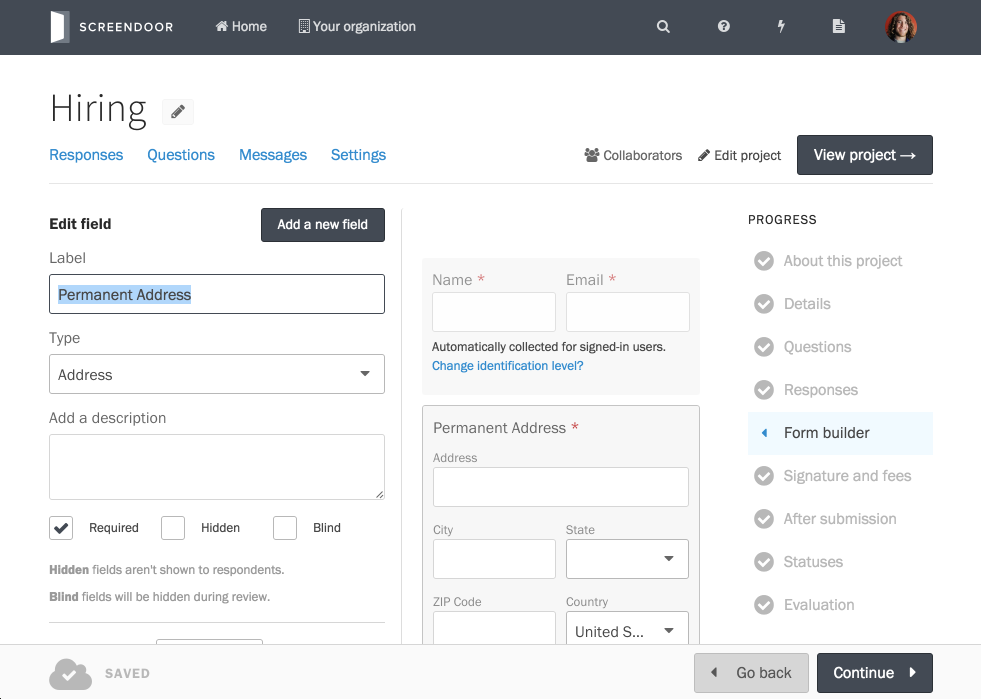 SCREENDOOR
Home
Your organization
Hiring
Responses
Questions
Messages
Settings
Collaborators
Edit project
View project →
Edit field
Add a new field
Label
Permanent Address
Type
Address
Add a description
Required
Hidden
Blind
Hidden fields aren't shown to respondents.
Blind fields will be hidden during review.
Name *
Email *
Automatically collected for signed-in users.
Change identification level?
Permanent Address *
Address
City
State
ZIP Code
Country
United S...
PROGRESS
About this project
Details
Questions
Responses
Form builder
Signature and fees
After submission
Statuses
Evaluation
SAVED
Go back
Continue